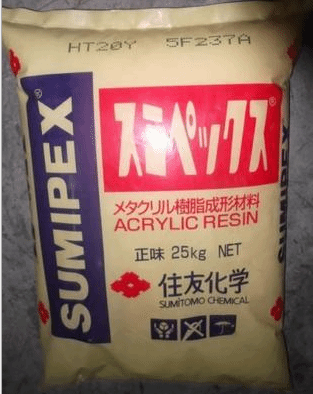 HT20Y 5F237A
SUMIPEX®
スミペックス®
メタクリル樹脂成形材料
ACRYLIC RESIN
正味 25kg NET
住友化学
SUMITOMO CHEMICAL